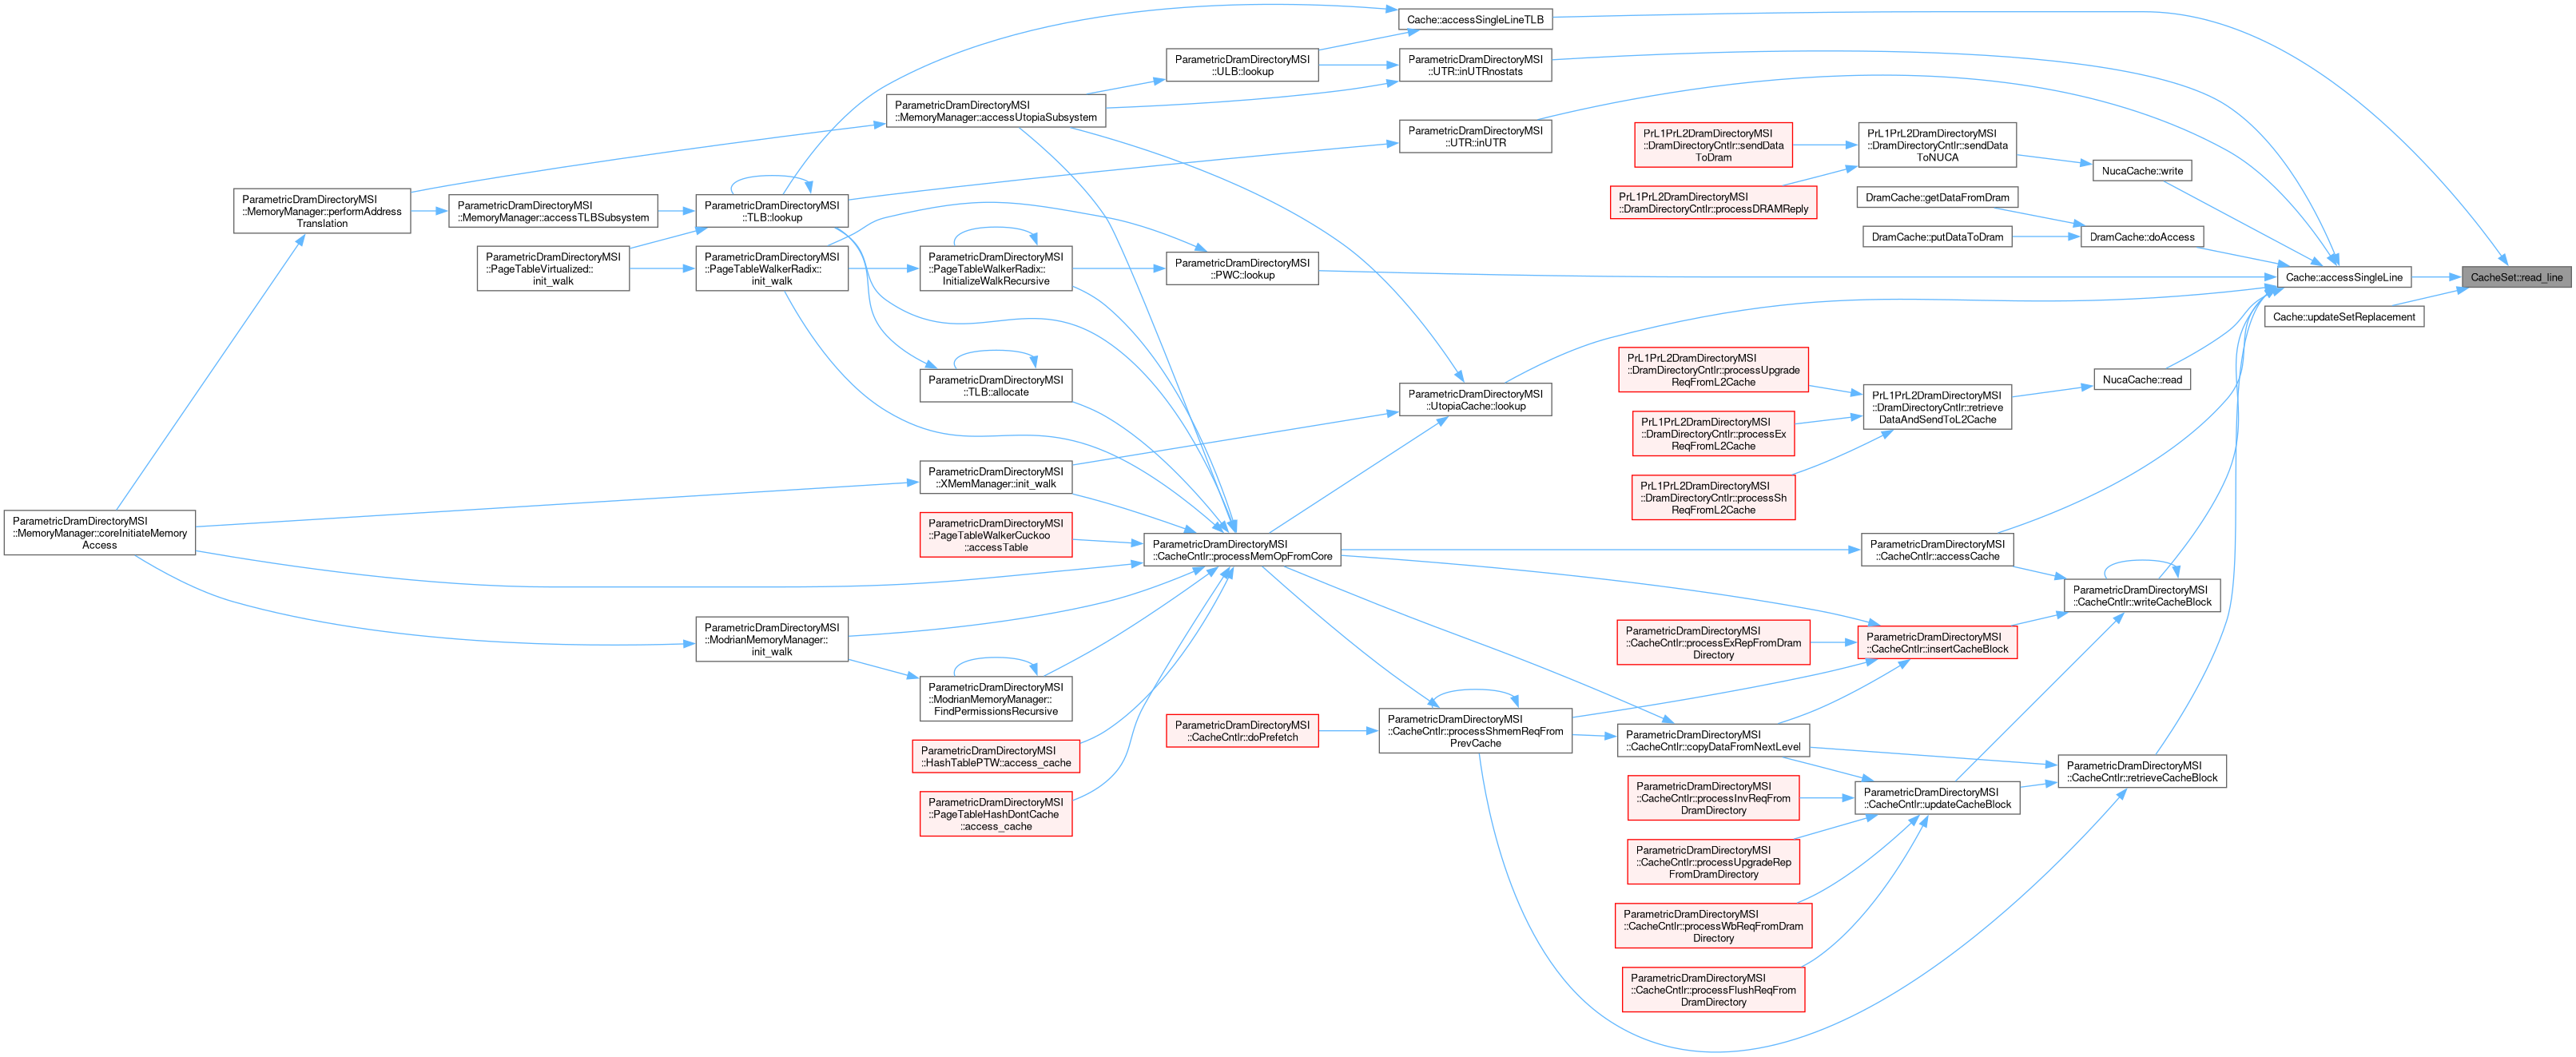 ParametricDramDirectoryMSI
::MemoryManager::coreInitiateMemory
Access
ParametricDramDirectoryMSI
::MemoryManager::performAddress
Translation
ParametricDramDirectoryMSI
::MemoryManager::accessTLBSubsystem
ParametricDramDirectoryMSI
::PageTableVirtualized::
init_walk
ParametricDramDirectoryMSI
::MemoryManager::accessUtopiaSubsystem
ParametricDramDirectoryMSI
::TLB::lookup
ParametricDramDirectoryMSI
::PageTableWalkerRadix::
init_walk
ParametricDramDirectoryMSI
::ModrianMemoryManager::
init_walk
ParametricDramDirectoryMSI
::PageTableWalkerRadix::
InitializeWalkRecursive
ParametricDramDirectoryMSI
::TLB::allocate
ParametricDramDirectoryMSI
::XMemManager::init_walk
ParametricDramDirectoryMSI
::PageTableWalkerCuckoo
::accessTable
ParametricDramDirectoryMSI
::ModrianMemoryManager::
FindPermissionsRecursive
ParametricDramDirectoryMSI
::HashTablePTW::access_cache
ParametricDramDirectoryMSI
::PageTableHashDontCache
::access_cache
ParametricDramDirectoryMSI
::ULB::lookup
ParametricDramDirectoryMSI
::PWC::lookup
ParametricDramDirectoryMSI
::CacheCntlr::processMemOpFromCore
ParametricDramDirectoryMSI
::CacheCntlr::doPrefetch
Cache::accessSingleLineTLB
ParametricDramDirectoryMSI
::UTR::inUTRnostats
ParametricDramDirectoryMSI
::UTR::inUTR
ParametricDramDirectoryMSI
::UtopiaCache::lookup
ParametricDramDirectoryMSI
::CacheCntlr::processShmemReqFrom
PrevCache
PrL1PrL2DramDirectoryMSI
::DramDirectoryCntlr::sendData
ToDram
PrL1PrL2DramDirectoryMSI
::DramDirectoryCntlr::processDRAMReply
PrL1PrL2DramDirectoryMSI
::DramDirectoryCntlr::processUpgrade
ReqFromL2Cache
PrL1PrL2DramDirectoryMSI
::DramDirectoryCntlr::processEx
ReqFromL2Cache
PrL1PrL2DramDirectoryMSI
::DramDirectoryCntlr::processSh
ReqFromL2Cache
ParametricDramDirectoryMSI
::CacheCntlr::processExRepFromDram
Directory
ParametricDramDirectoryMSI
::CacheCntlr::copyDataFromNextLevel
ParametricDramDirectoryMSI
::CacheCntlr::processInvReqFrom
DramDirectory
ParametricDramDirectoryMSI
::CacheCntlr::processUpgradeRep
FromDramDirectory
ParametricDramDirectoryMSI
::CacheCntlr::processWbReqFromDram
Directory
ParametricDramDirectoryMSI
::CacheCntlr::processFlushReqFrom
DramDirectory
PrL1PrL2DramDirectoryMSI
::DramDirectoryCntlr::sendData
ToNUCA
DramCache::getDataFromDram
DramCache::putDataToDram
PrL1PrL2DramDirectoryMSI
::DramDirectoryCntlr::retrieve
DataAndSendToL2Cache
ParametricDramDirectoryMSI
::CacheCntlr::accessCache
ParametricDramDirectoryMSI
::CacheCntlr::insertCacheBlock
ParametricDramDirectoryMSI
::CacheCntlr::updateCacheBlock
NucaCache::write
DramCache::doAccess
NucaCache::read
ParametricDramDirectoryMSI
::CacheCntlr::writeCacheBlock
ParametricDramDirectoryMSI
::CacheCntlr::retrieveCacheBlock
Cache::accessSingleLine
Cache::updateSetReplacement
CacheSet::read_line